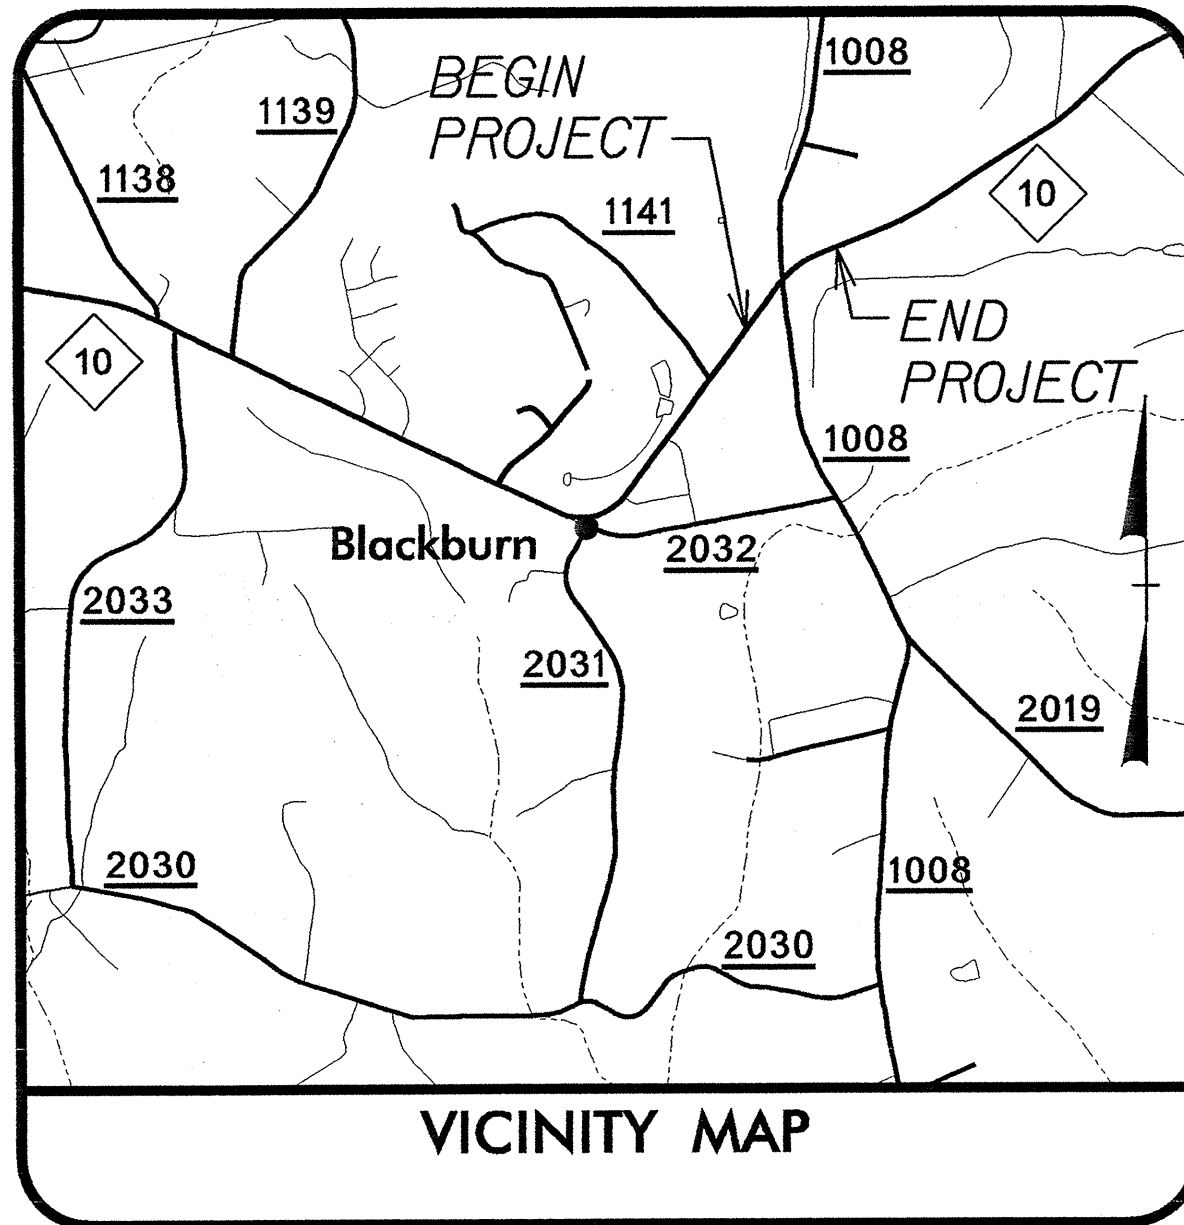 1008
BEGIN
PROJECT
1139
1138
10
1141
END
PROJECT
10
1008
Blackburn
2032
2033
2031
2019
2030
1008
2030
VICINITY MAP